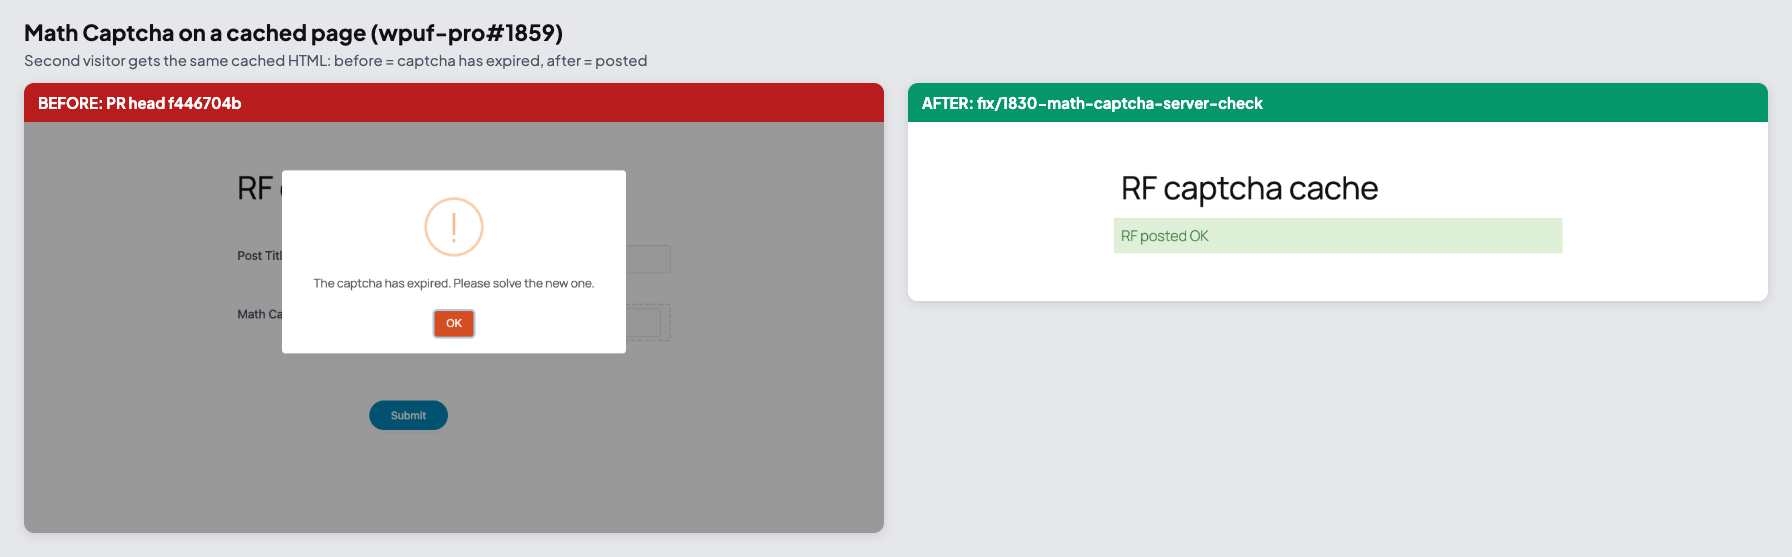 Math Captcha on a cached page (wpuf-pro#1859)
Second visitor gets the same cached HTML: before = captcha has expired, after = posted
BEFORE: PR head f446704b
RF
The captcha has expired. Please solve the new one.
Post Titl
Math Ca
OK
Submit
AFTER: fix/1830-math-captcha-server-check
RF captcha cache
RF posted OK